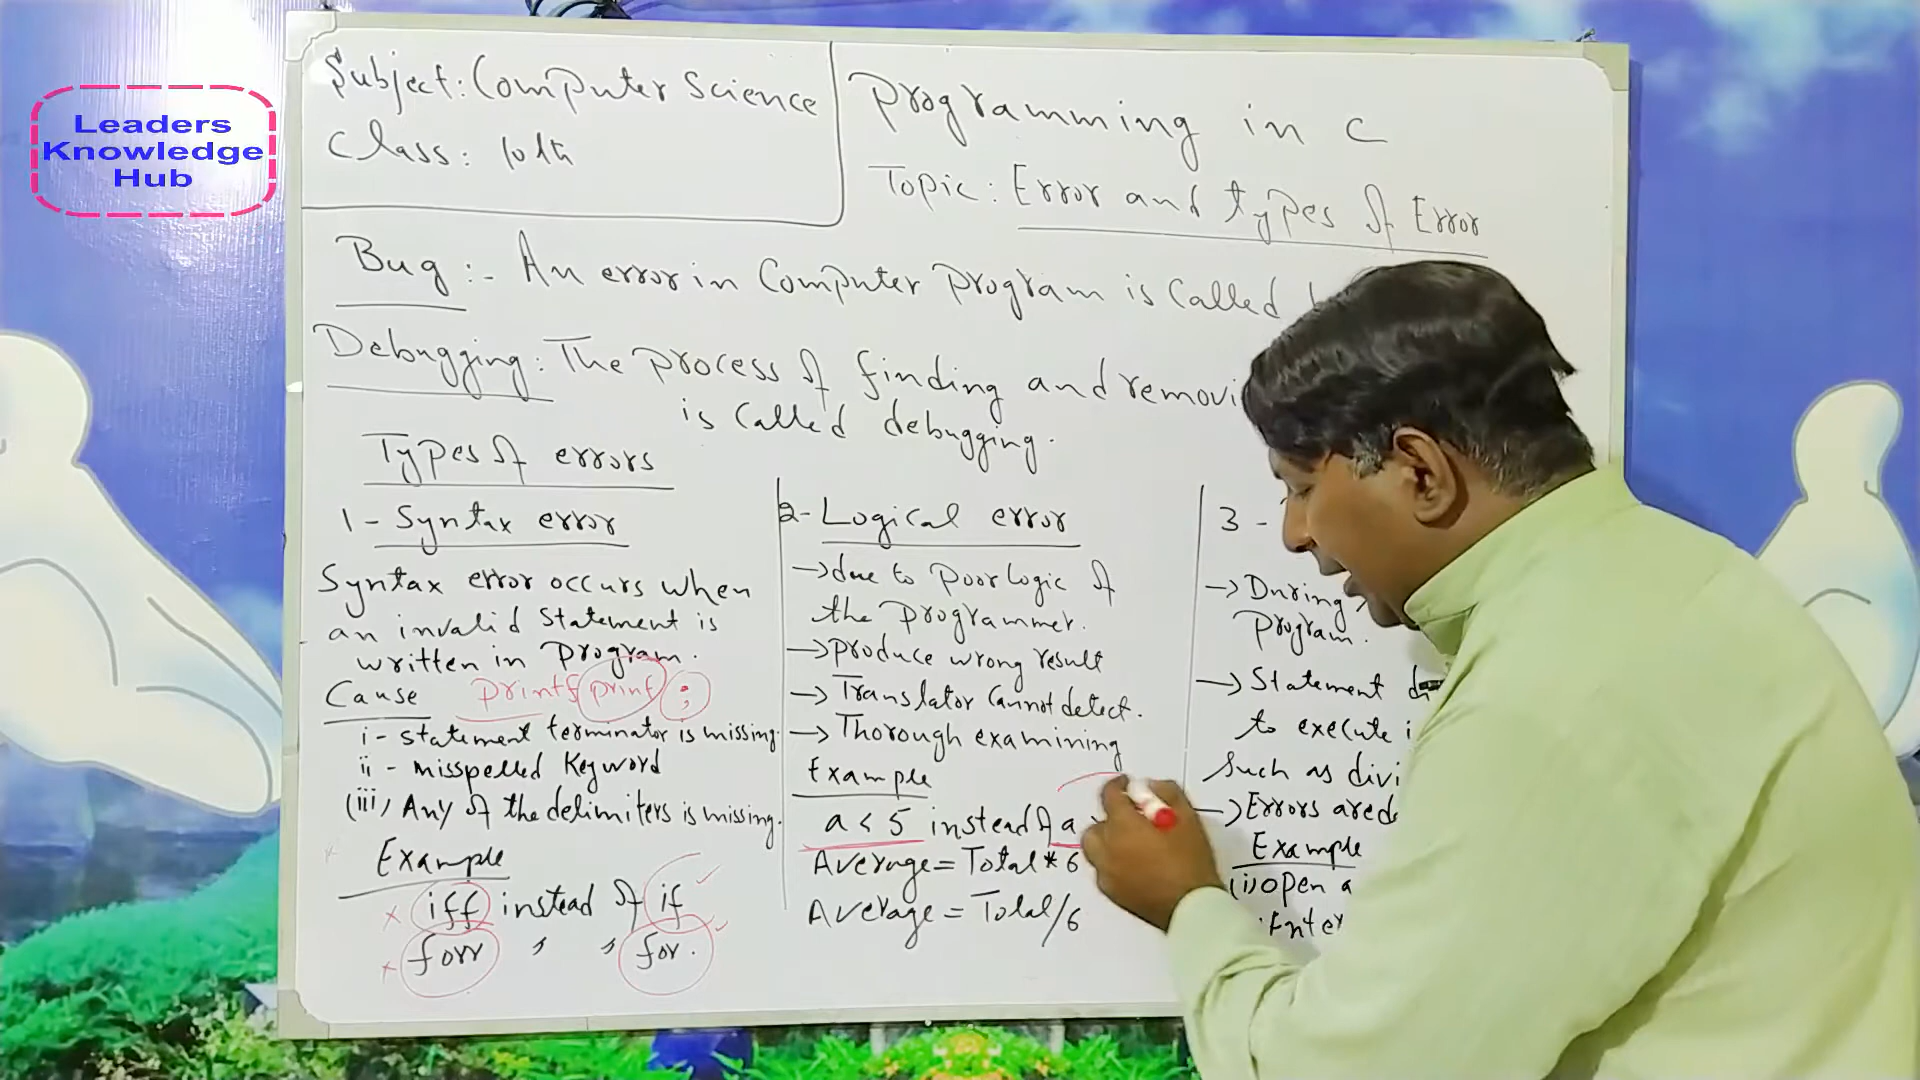 Leaders
Knowledge
Hub
Subject: Computer Science
Class: 10th
Programming in C
Topic: Error and types of Error
Bug :- An error in Computer program is Called
Debugging: The process of finding and removi
is Called debugging.
Types of errors
1 - Syntax error
Syntax error occurs when
an invalid statement is
written in program.
Cause printf print ;
i - statement terminator is missing.
ii - misspelled Keyword
(iii) Any of the delimiters is missing.
Example
× iff instead of if ✓
× forr " " for. ✓
2- Logical error
→ due to poor logic of
the programmer.
→ produce wrong result
→ Translator Cannot detect.
→ Thorough examining
Example
a < 5 instead of a
Average = Total * 6
Average = Total/6
3 -
→ During
program.
→ Statement
to execute
Such as divi
→ Errors are
Example
(i) open a
Enter